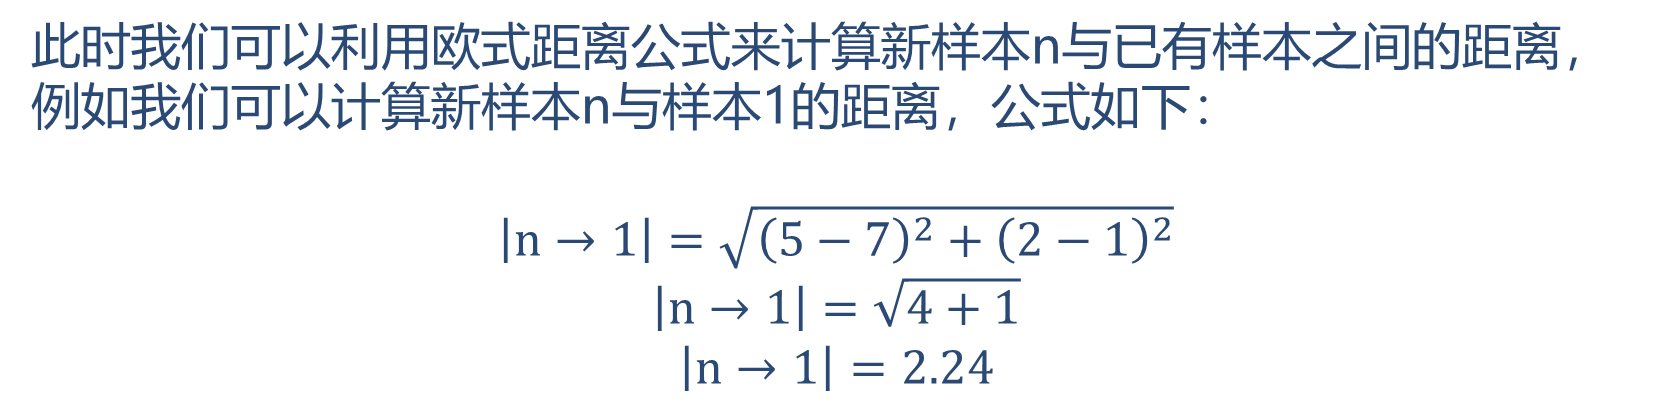 此时我们可以利用欧式距离公式来计算新样本n与已有样本之间的距离，
例如我们可以计算新样本n与样本1的距离，公式如下：
|n → 1| = √(5 − 7)² + (2 − 1)²
|n → 1| = √4 + 1
|n → 1| = 2.24